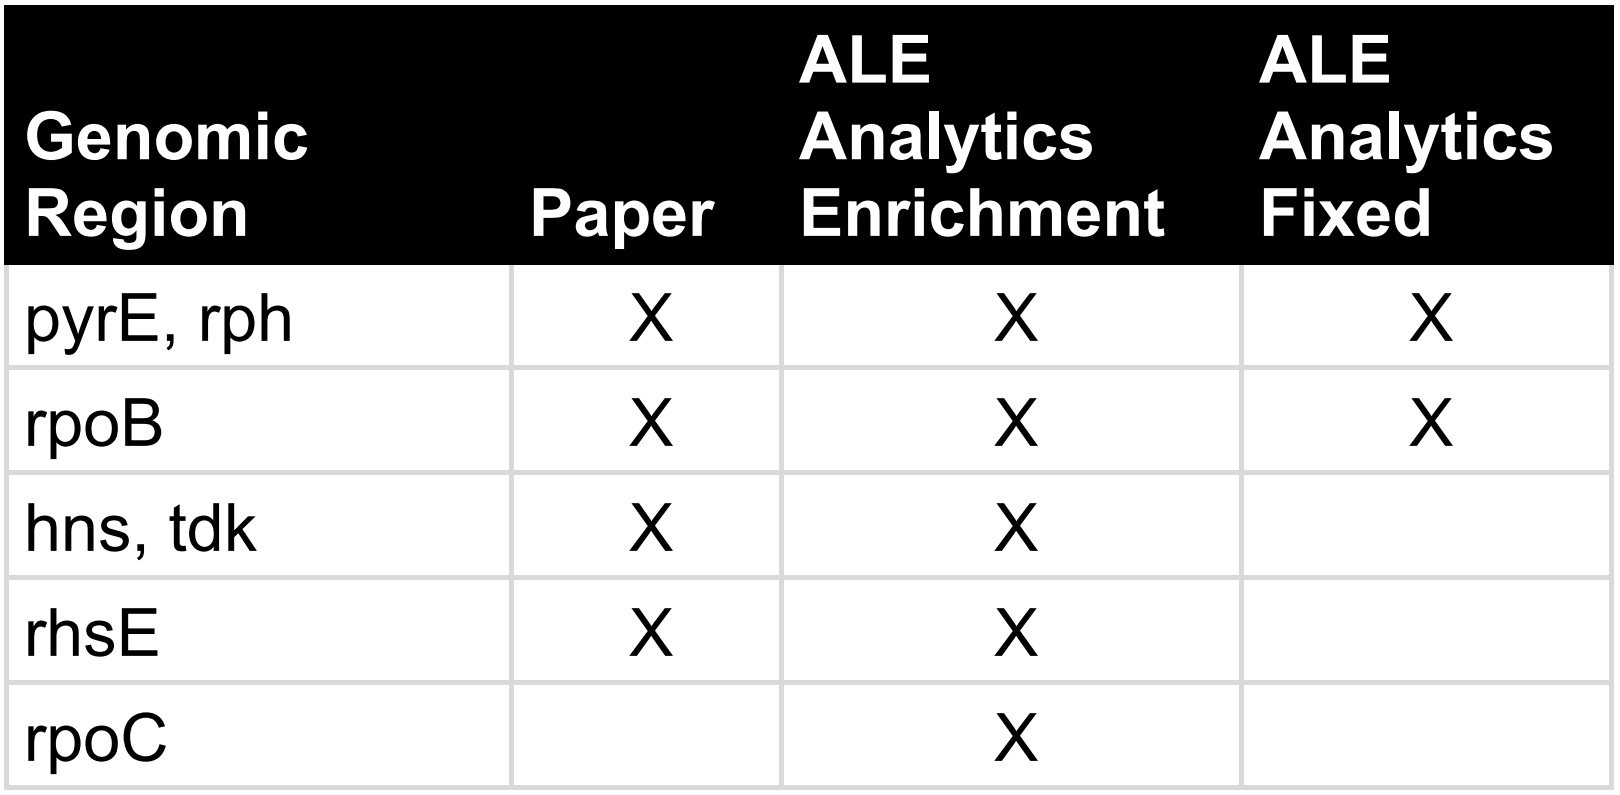 Genomic Region Paper ALE Analytics Enrichment ALE Analytics Fixed
pyrE, rph X X X
rpoB X X X
hns, tdk X X
rhsE X X
rpoC X